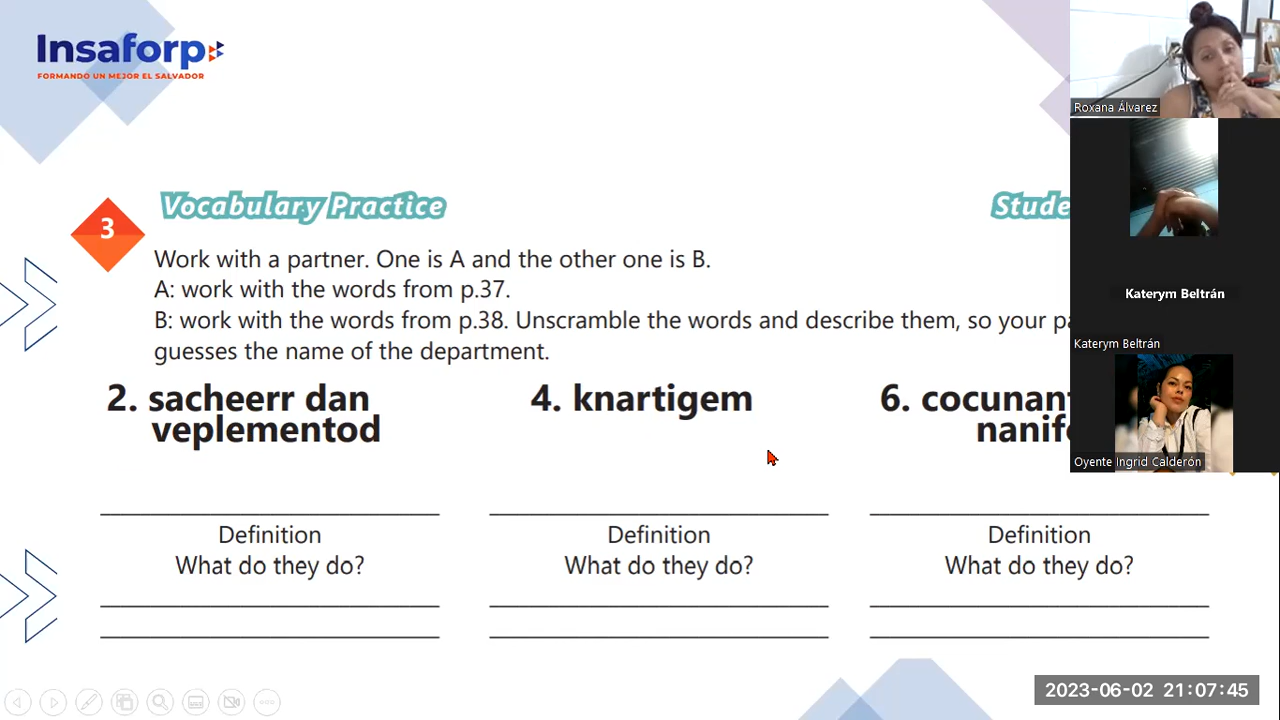 Insaforp
FORMANDO UN MEJOR EL SALVADOR
Roxana Álvarez
Vocabulary Practice
3
Work with a partner. One is A and the other one is B.
A: work with the words from p.37.
B: work with the words from p.38. Unscramble the words and describe them, so your
guesses the name of the department.
Katerym Beltrán
Katerym Beltrán
2. sacheerr dan
veplementod
4. knartigem
6.
Oyente Ingrid Calderón
Definition
What do they do?
Definition
What do they do?
Definition
What do they do?
2023-06-02 21:07:45